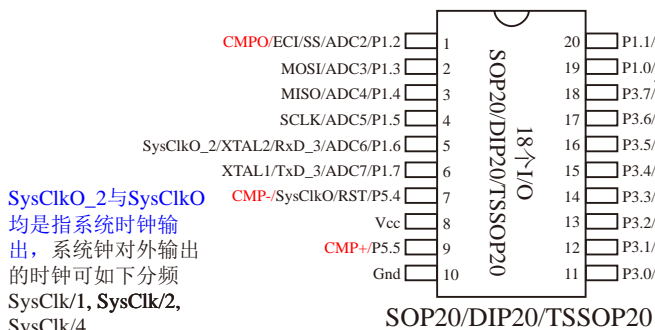 CMPO/ECI/SS/ADC2/P1.2 1
MOSI/ADC3/P1.3 2
MISO/ADC4/P1.4 3
SCLK/ADC5/P1.5 4
SysClkO_2/XTAL2/RxD_3/ADC6/P1.6 5
XTAL1/TxD_3/ADC7/P1.7 6
CMP-/SysClkO/RST/P5.4 7
Vcc 8
CMP+/P5.5 9
Gnd 10
SOP20/DIP20/TSSOP20
18个I/O
20 P1.1/
19 P1.0/
18 P3.7/
17 P3.6/
16 P3.5/
15 P3.4/
14 P3.3/
13 P3.2/
12 P3.1/
11 P3.0/
SysClkO_2与SysClkO
均是指系统时钟输
出，系统钟对外输出
的时钟可如下分频
SysClk/1, SysClk/2,
SysClk/4
SOP20/DIP20/TSSOP20